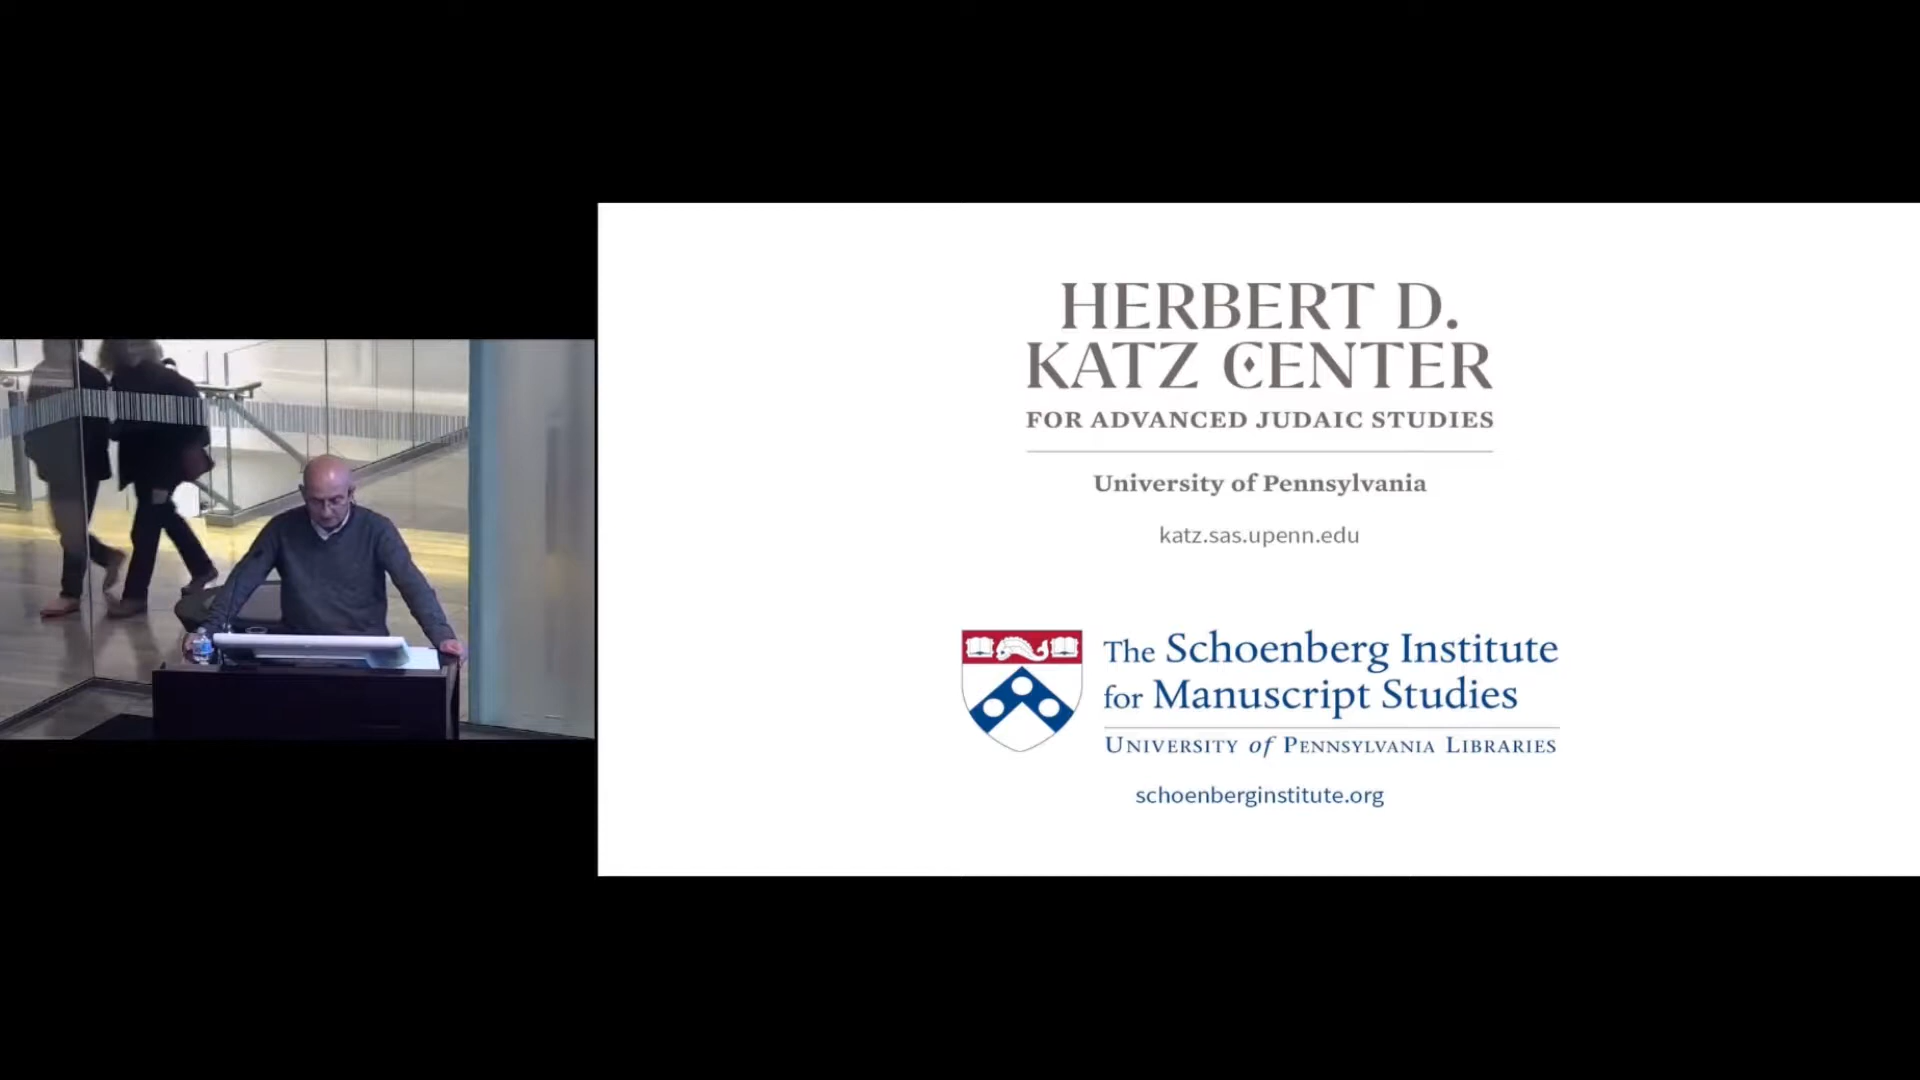 HERBERT D.
KATZ CENTER
FOR ADVANCED JUDAIC STUDIES
University of Pennsylvania
katz.sas.upenn.edu
The Schoenberg Institute
for Manuscript Studies
UNIVERSITY of PENNSYLVANIA LIBRARIES
schoenberginstitute.org